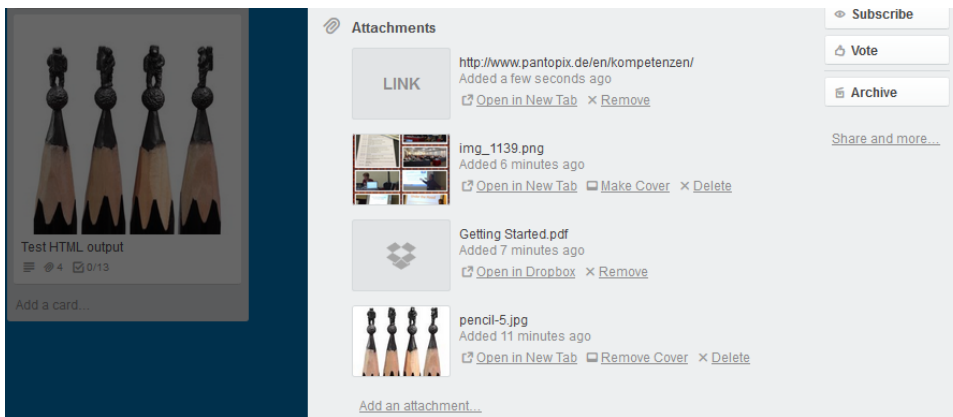 Test HTML output
4 0/13
Add a card...
Attachments
LINK
http://www.pantopix.de/en/kompetenzen/
Added a few seconds ago
Open in New Tab × Remove
img_1139.png
Added 6 minutes ago
Open in New Tab Make Cover × Delete
Getting Started.pdf
Added 7 minutes ago
Open in Dropbox × Remove
pencil-5.jpg
Added 11 minutes ago
Open in New Tab Remove Cover × Delete
Add an attachment...
Subscribe
Vote
Archive
Share and more...